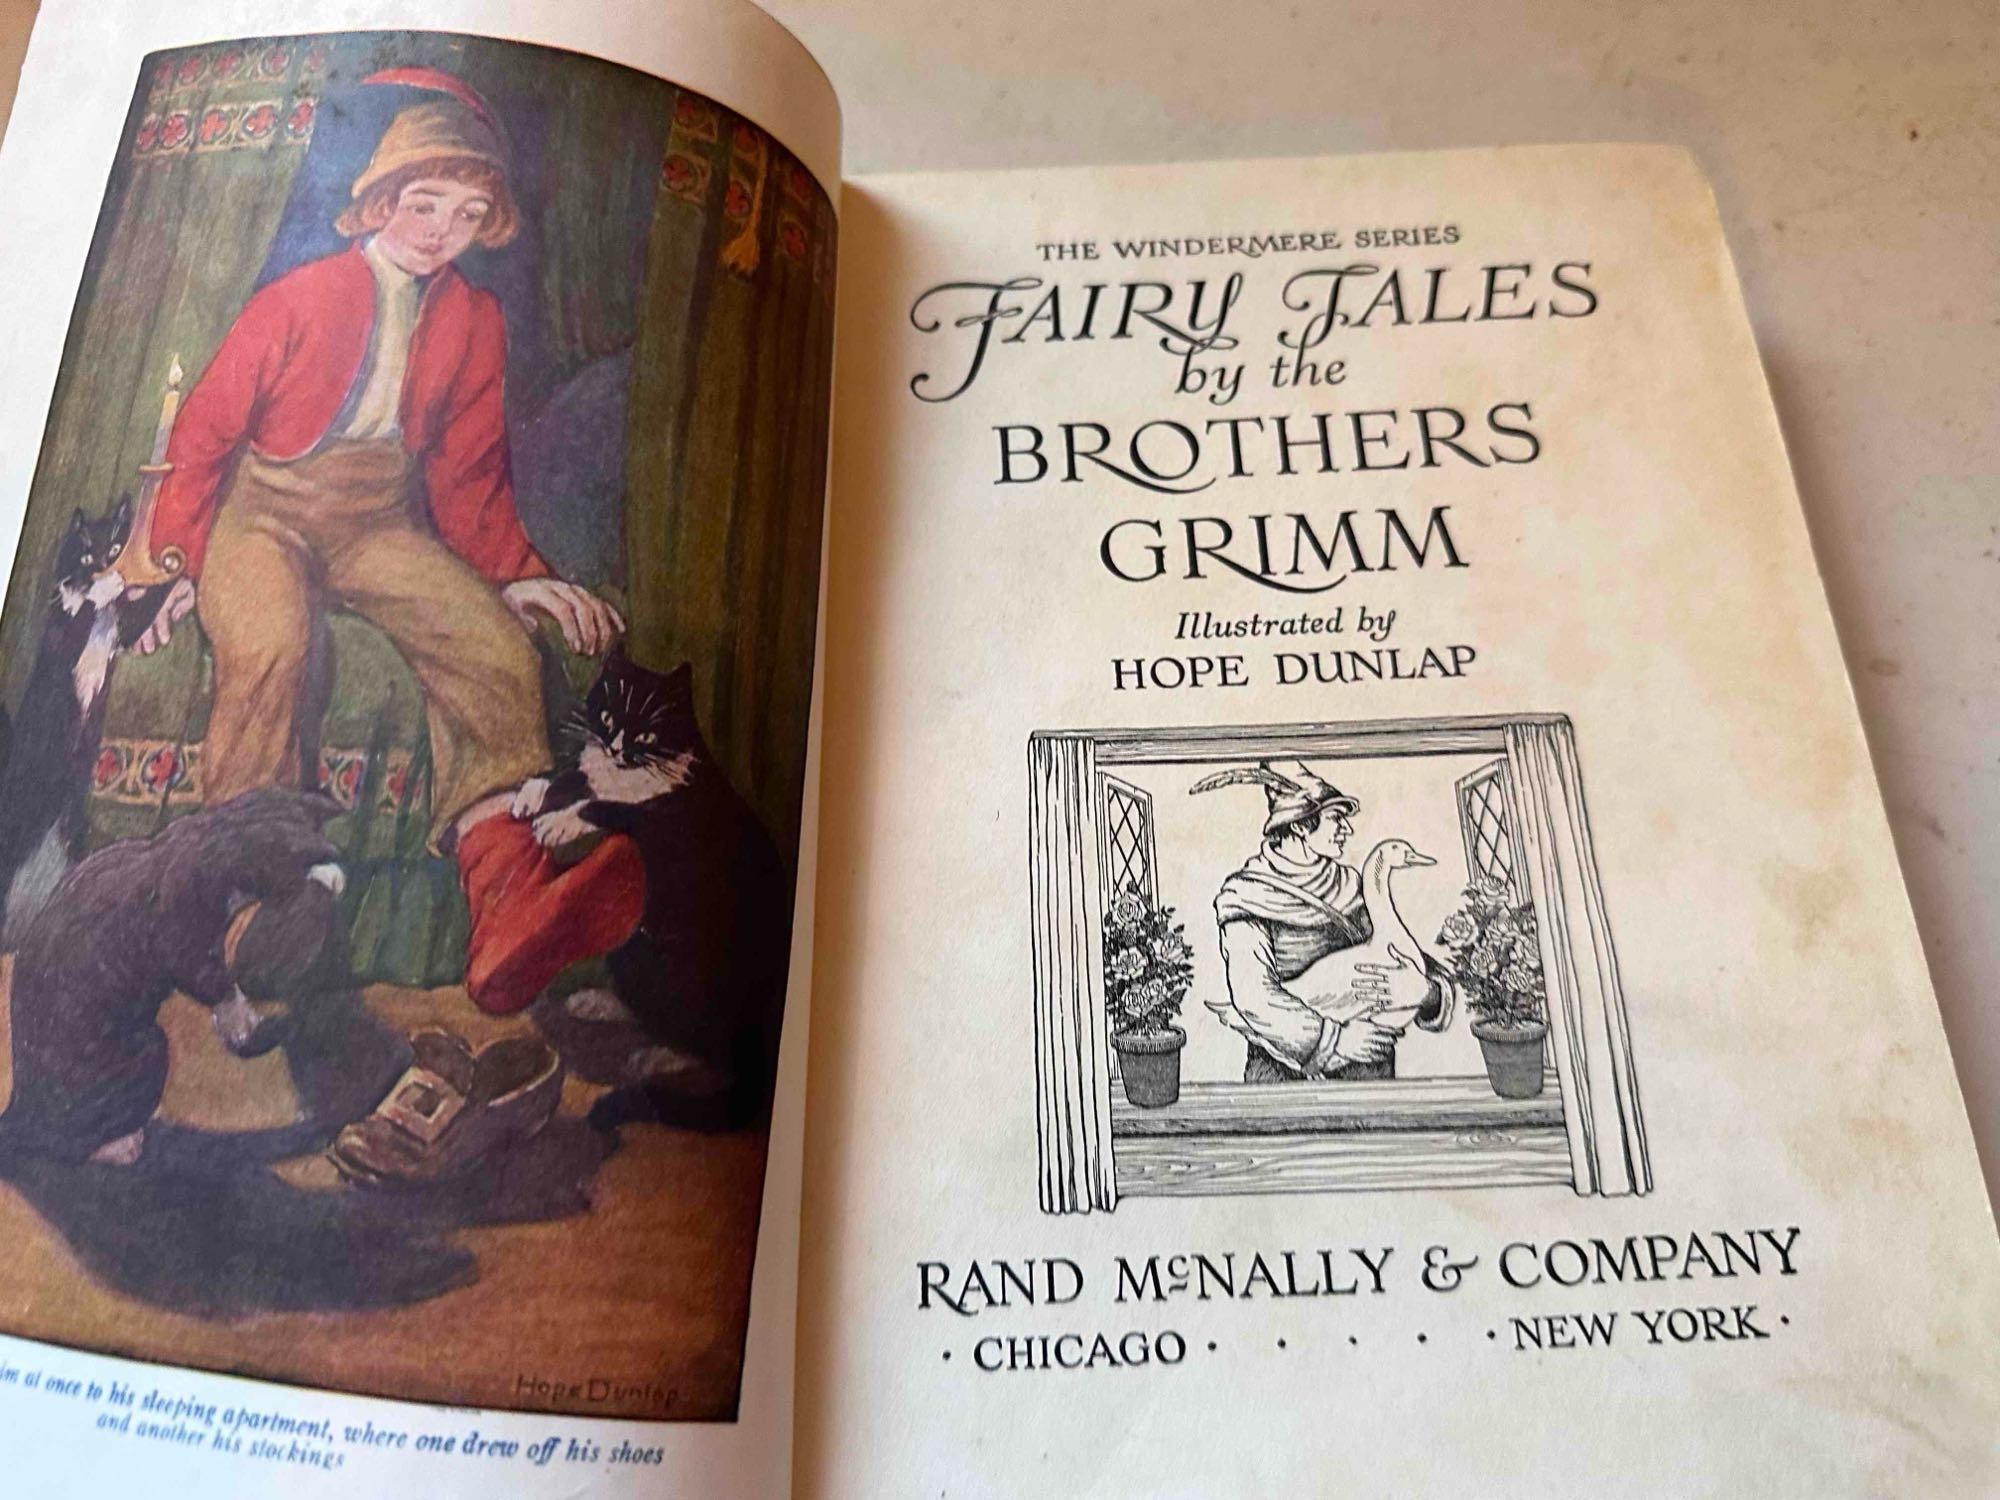 Hope Dunlap
at once to his sleeping apartment, where one drew off his shoes
and another his stockings
THE WINDERMERE SERIES
FAIRY TALES
by the
BROTHERS
GRIMM
Illustrated by
HOPE DUNLAP
RAND McNALLY & COMPANY
· CHICAGO · · · · · NEW YORK ·